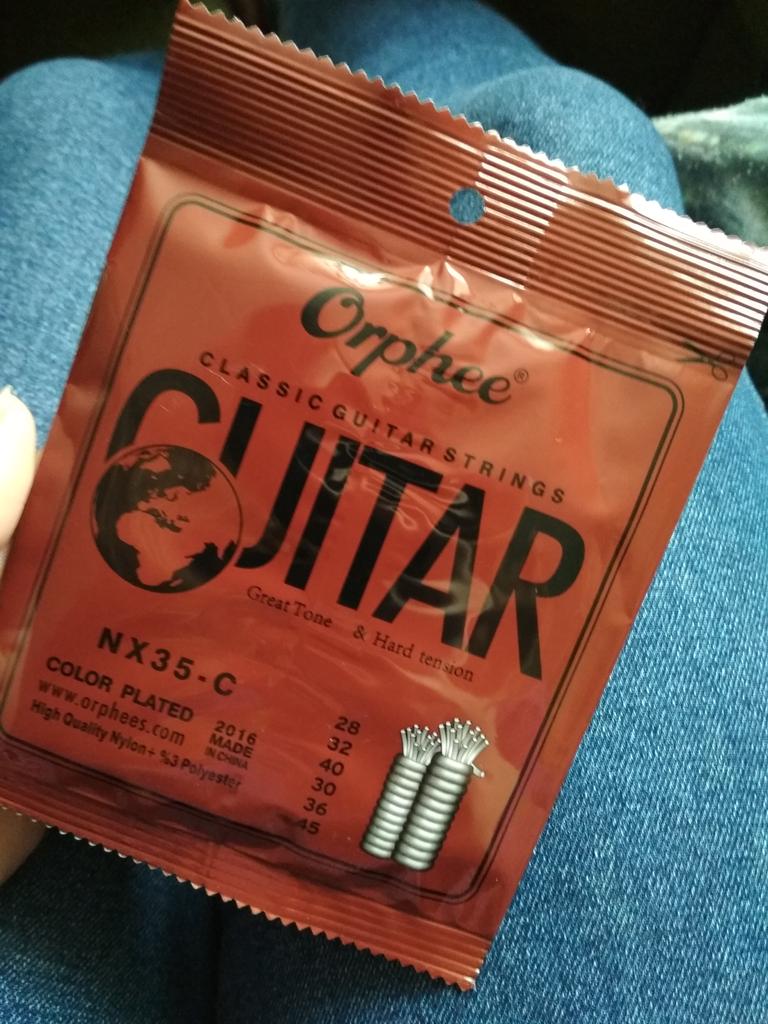 Orphee®
CLASSIC GUITAR STRINGS
GUITAR
Great Tone & Hard tension
NX35-C
COLOR PLATED
www.orphees.com
High Quality Nylon+ %3 Polyester
2016
MADE
IN CHINA
28
32
40
30
36
45